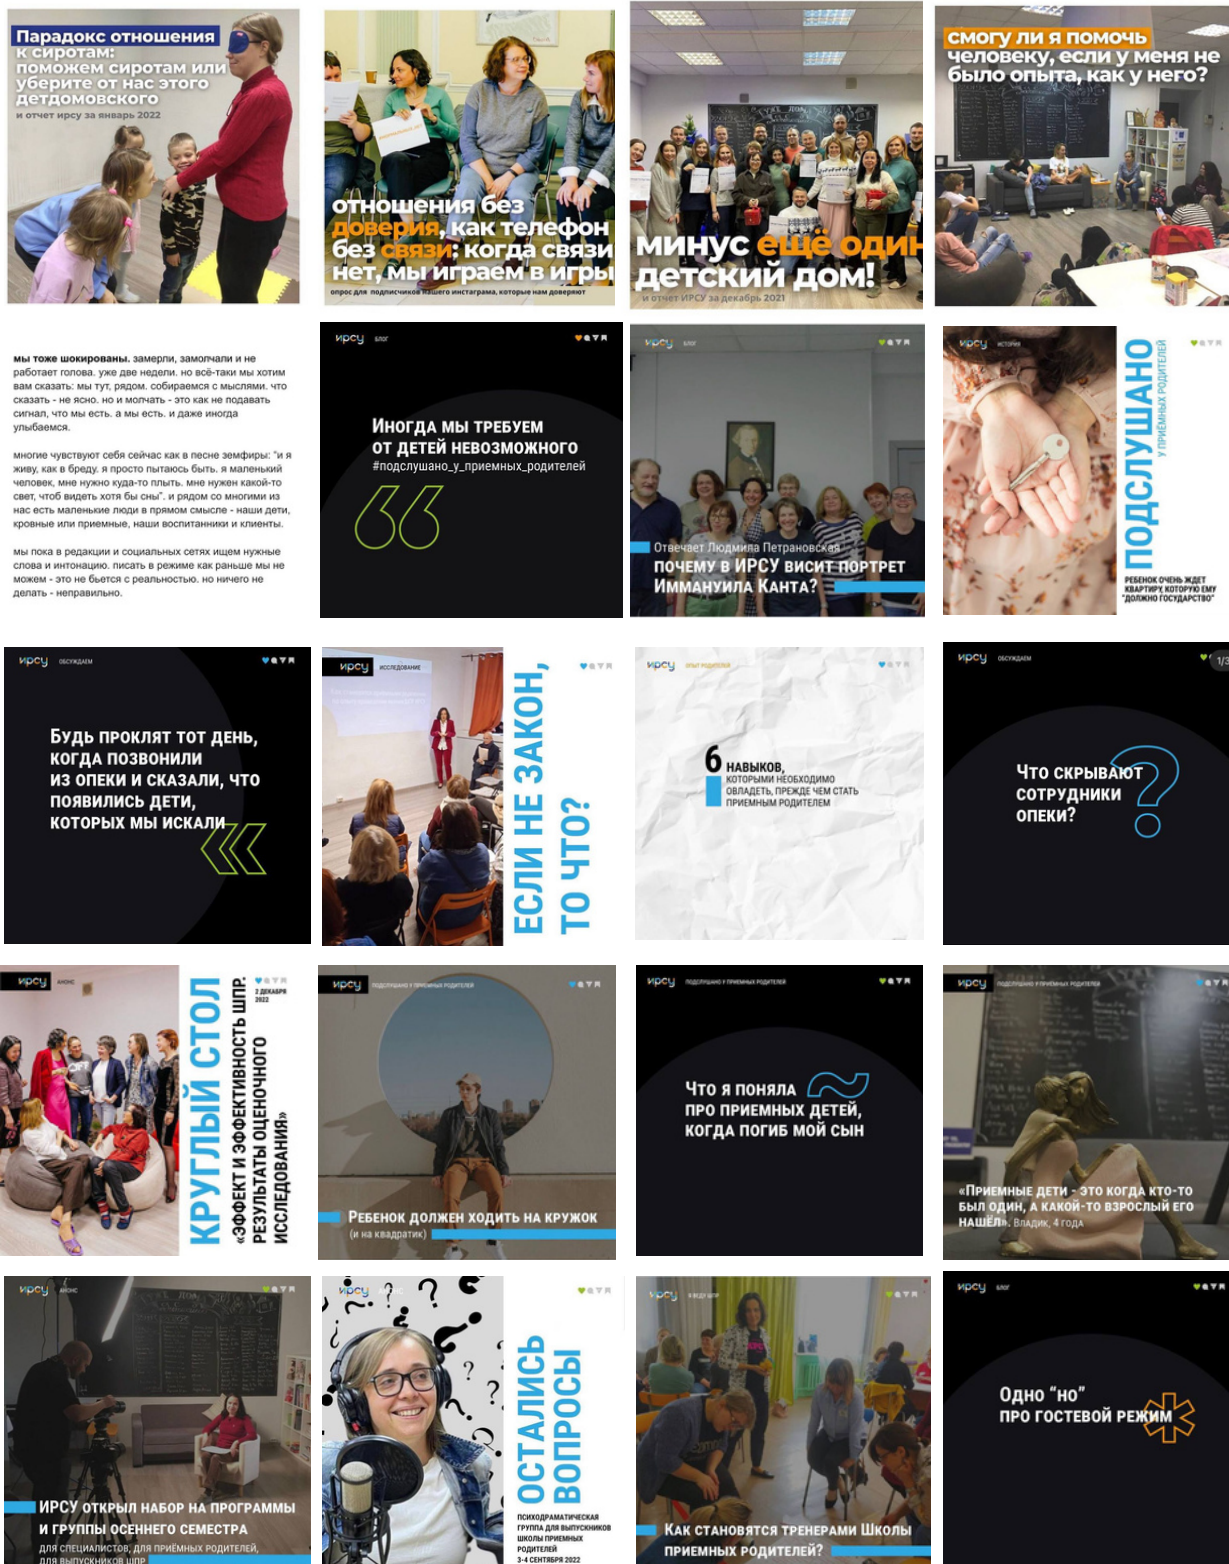 Парадокс отношения
к сиротам:
поможем сиротам или
уберите от нас этого
детдомовского
и отчет ирсу за январь 2022
отношения без
доверия, как телефон
без связи: когда связи
нет, мы играем в игры
опрос для подписчиков нашего инстаграма, которые нам доверяют
минус ещё один
детский дом!
и отчет ИРСУ за декабрь 2021
смогу ли я помочь
человеку, если у меня не
было опыта, как у него?
мы тоже шокированы. замерли, замолчали и не
работает голова. уже две недели. но всё-таки мы хотим
вам сказать: мы тут, рядом. собираемся с мыслями. что
сказать - не ясно. но и молчать - это как не подавать
сигнал, что мы есть. а мы есть. и даже иногда
улыбаемся.
многие чувствуют себя сейчас как в песне земфиры: "и я
живу, как в бреду. я просто пытаюсь быть. я маленький
человек, мне нужно куда-то плыть. мне нужен какой-то
свет, чтоб видеть хотя бы сны". и рядом со многими из
нас есть маленькие люди в прямом смысле - наши дети,
кровные или приемные, наши воспитанники и клиенты.
мы пока в редакции и социальных сетях ищем нужные
слова и интонацию. писать в режиме как раньше мы не
можем - это не бьется с реальностью. но ничего не
делать - неправильно.
ирсу БЛОГ
Иногда мы требуем
от детей невозможного
#подслушано_у_приемных_родителей
ирсу БЛОГ
Отвечает Людмила Петрановская
почему в ИРСУ висит портрет
Иммануила Канта?
ирсу ИСТОРИЯ
ПОДСЛУШАНО
У ПРИЁМНЫХ РОДИТЕЛЕЙ
РЕБЕНОК ОЧЕНЬ ЖДЕТ
КВАРТИРУ, КОТОРУЮ ЕМУ
"ДОЛЖНО ГОСУДАРСТВО"
ирсу ОБСУЖДАЕМ
Будь проклят тот день,
когда позвонили
из опеки и сказали, что
появились дети,
которых мы искали
ирсу ИССЛЕДОВАНИЕ
ЕСЛИ НЕ ЗАКОН,
ТО ЧТО?
ирсу ОПЫТ РОДИТЕЛЕЙ
6 НАВЫКОВ,
КОТОРЫМИ НЕОБХОДИМО
ОВЛАДЕТЬ, ПРЕЖДЕ ЧЕМ СТАТЬ
ПРИЕМНЫМ РОДИТЕЛЕМ
ирсу ОБСУЖДАЕМ
1/3
Что скрывают
сотрудники
опеки?
ирсу АНОНС
2 ДЕКАБРЯ
2022
КРУГЛЫЙ СТОЛ
«ЭФФЕКТ И ЭФФЕКТИВНОСТЬ ШПР.
РЕЗУЛЬТАТЫ ОЦЕНОЧНОГО
ИССЛЕДОВАНИЯ»
ирсу ПОДСЛУШАНО У ПРИЕМНЫХ РОДИТЕЛЕЙ
Ребенок должен ходить на кружок
(и на квадратик)
ирсу ПОДСЛУШАНО У ПРИЕМНЫХ РОДИТЕЛЕЙ
Что я поняла
про приемных детей,
когда погиб мой сын
ирсу ПОДСЛУШАНО У ПРИЕМНЫХ РОДИТЕЛЕЙ
«Приемные дети - это когда кто-то
был один, а какой-то взрослый его
нашёл». Владик, 4 года
ирсу АНОНС
ИРСУ открыл набор на программы
и группы осеннего семестра
ДЛЯ СПЕЦИАЛИСТОВ, ДЛЯ ПРИЁМНЫХ РОДИТЕЛЕЙ,
ДЛЯ ВЫПУСКНИКОВ ШПР
ирсу АНОНС
ОСТАЛИСЬ
ВОПРОСЫ
ПСИХОДРАМАТИЧЕСКАЯ
ГРУППА ДЛЯ ВЫПУСКНИКОВ
ШКОЛЫ ПРИЕМНЫХ
РОДИТЕЛЕЙ
3-4 СЕНТЯБРЯ 2022
ирсу Я ВЕДУ ШПР
Как становятся тренерами Школы
приемных родителей?
ирсу БЛОГ
Одно “но”
про гостевой режим